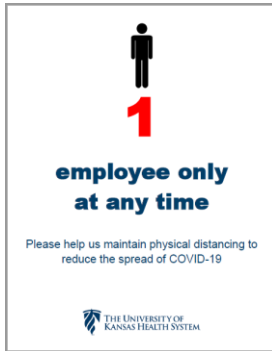 1
employee only
at any time
Please help us maintain physical distancing to
reduce the spread of COVID-19
THE UNIVERSITY OF
KANSAS HEALTH SYSTEM